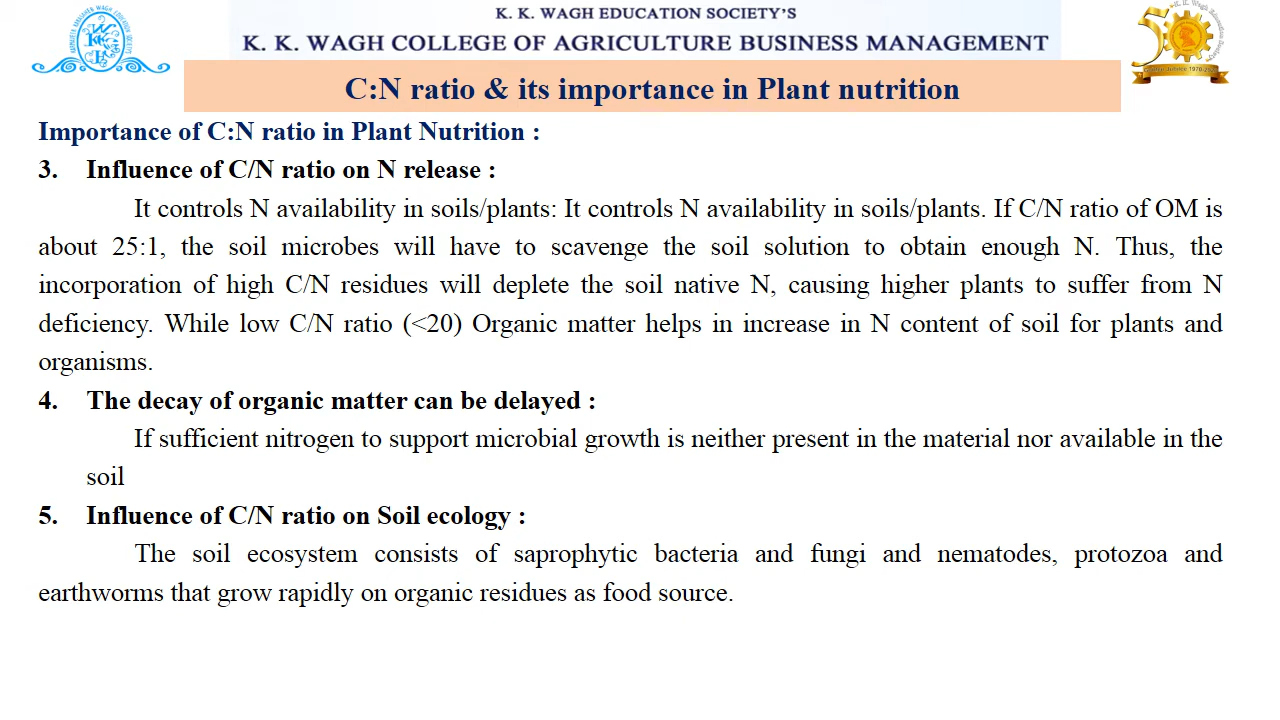 K. K. WAGH EDUCATION SOCIETY'S
K. K. WAGH COLLEGE OF AGRICULTURE BUSINESS MANAGEMENT
C:N ratio & its importance in Plant nutrition
Importance of C:N ratio in Plant Nutrition :
3. Influence of C/N ratio on N release :
It controls N availability in soils/plants: It controls N availability in soils/plants. If C/N ratio of OM is
about 25:1, the soil microbes will have to scavenge the soil solution to obtain enough N. Thus, the
incorporation of high C/N residues will deplete the soil native N, causing higher plants to suffer from N
deficiency. While low C/N ratio (<20) Organic matter helps in increase in N content of soil for plants and
organisms.
4. The decay of organic matter can be delayed :
If sufficient nitrogen to support microbial growth is neither present in the material nor available in the
soil
5. Influence of C/N ratio on Soil ecology :
The soil ecosystem consists of saprophytic bacteria and fungi and nematodes, protozoa and
earthworms that grow rapidly on organic residues as food source.